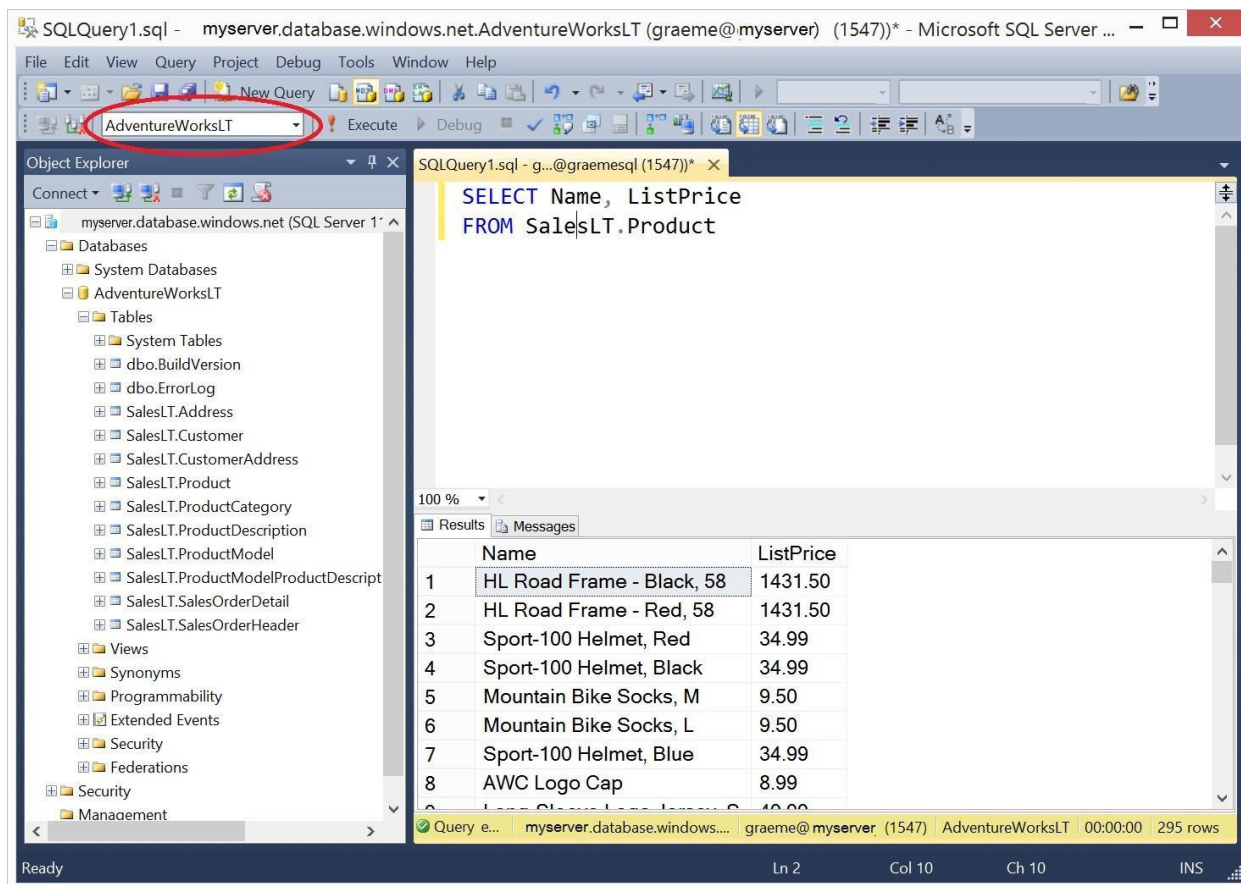 SQLQuery1.sql - myserver.database.windows.net.AdventureWorksLT (graeme@myserver) (1547))* - Microsoft SQL Server ...
File Edit View Query Project Debug Tools Window Help
New Query
AdventureWorksLT Execute Debug
Object Explorer
Connect
myserver.database.windows.net (SQL Server 11
Databases
System Databases
AdventureWorksLT
Tables
System Tables
dbo.BuildVersion
dbo.ErrorLog
SalesLT.Address
SalesLT.Customer
SalesLT.CustomerAddress
SalesLT.Product
SalesLT.ProductCategory
SalesLT.ProductDescription
SalesLT.ProductModel
SalesLT.ProductModelProductDescript
SalesLT.SalesOrderDetail
SalesLT.SalesOrderHeader
Views
Synonyms
Programmability
Extended Events
Security
Federations
Security
Management
SQLQuery1.sql - g...@graemesql (1547))*
SELECT Name, ListPrice
FROM SalesLT.Product
100 %
Results Messages
Name ListPrice
1 HL Road Frame - Black, 58 1431.50
2 HL Road Frame - Red, 58 1431.50
3 Sport-100 Helmet, Red 34.99
4 Sport-100 Helmet, Black 34.99
5 Mountain Bike Socks, M 9.50
6 Mountain Bike Socks, L 9.50
7 Sport-100 Helmet, Blue 34.99
8 AWC Logo Cap 8.99
Query e... myserver.database.windows.... graeme@myserver (1547) AdventureWorksLT 00:00:00 295 rows
Ready Ln 2 Col 10 Ch 10 INS